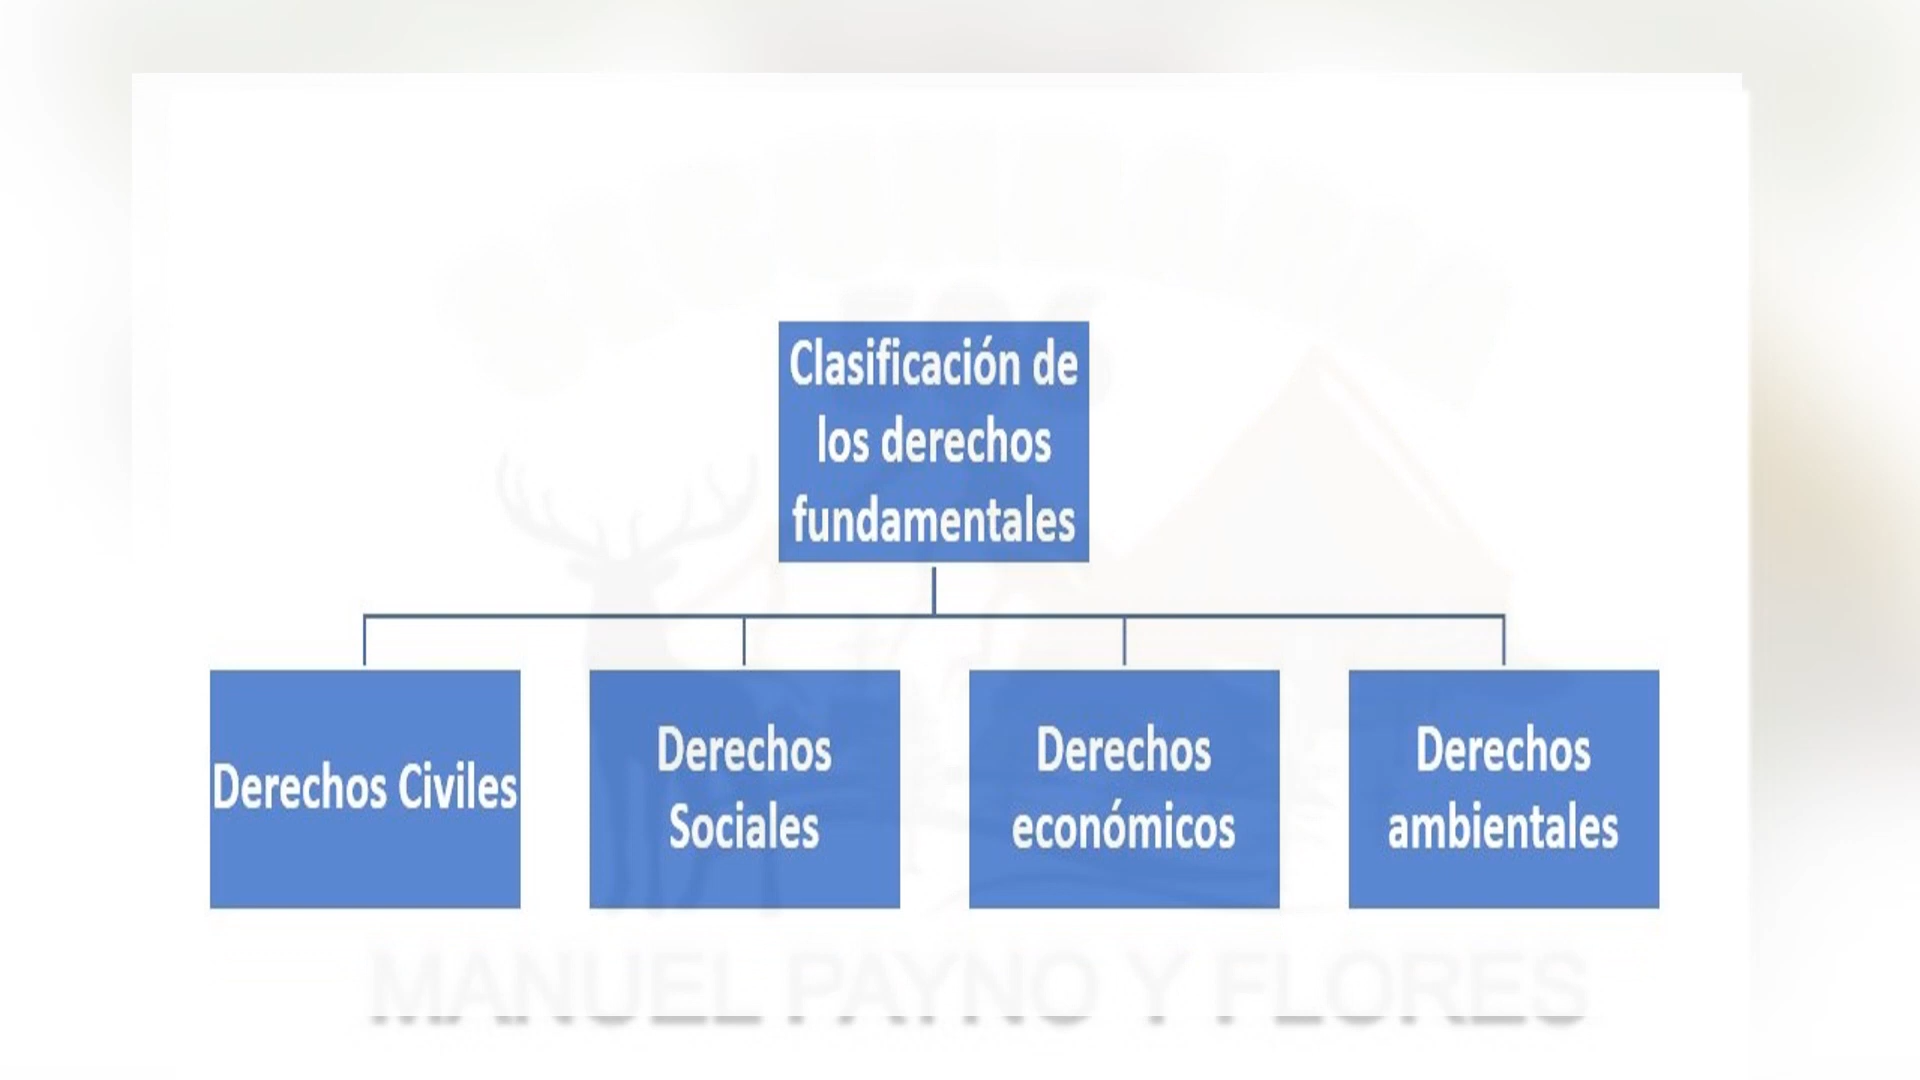 Clasificación de
los derechos
fundamentales
Derechos Civiles
Derechos
Sociales
Derechos
económicos
Derechos
ambientales
MANUEL PAYNO Y FLORES